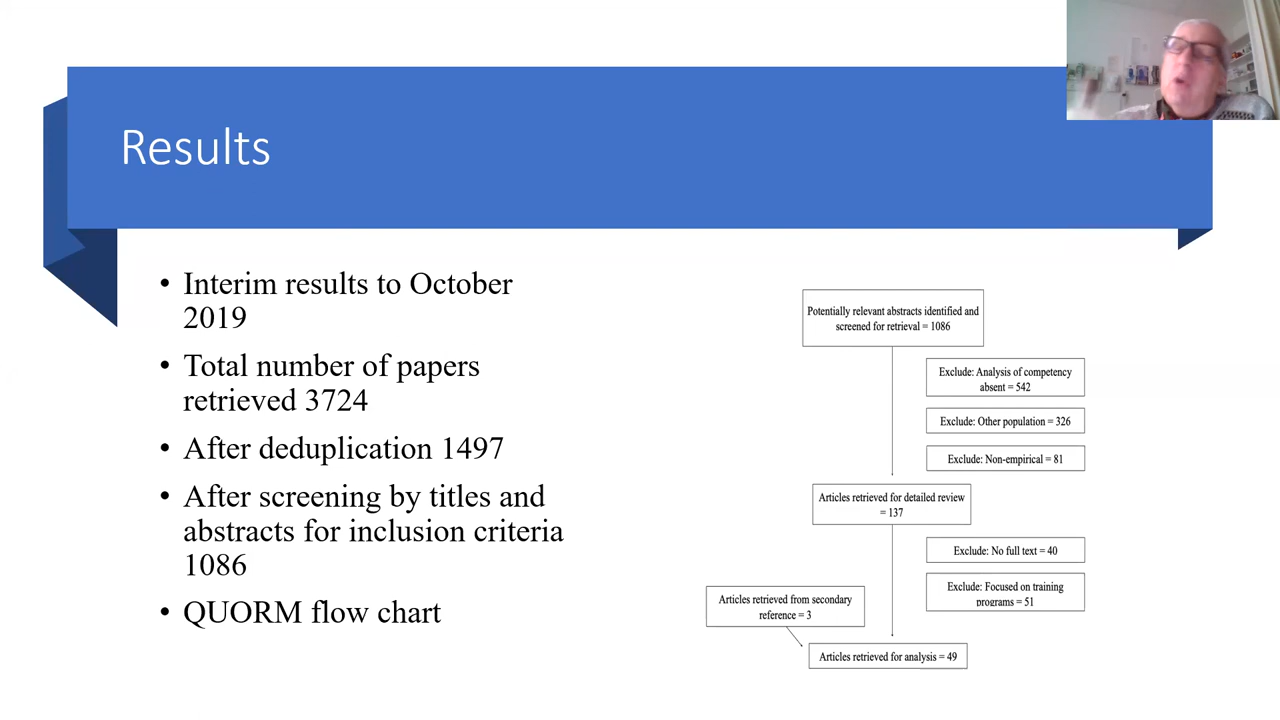 Results
• Interim results to October
2019
• Total number of papers
retrieved 3724
• After deduplication 1497
• After screening by titles and
abstracts for inclusion criteria
1086
• QUORM flow chart
Potentially relevant abstracts identified and
screened for retrieval = 1086
Exclude: Analysis of competency
absent = 542
Exclude: Other population = 326
Exclude: Non-empirical = 81
Articles retrieved for detailed review
= 137
Exclude: No full text = 40
Exclude: Focused on training
programs = 51
Articles retrieved from secondary
reference = 3
Articles retrieved for analysis = 49